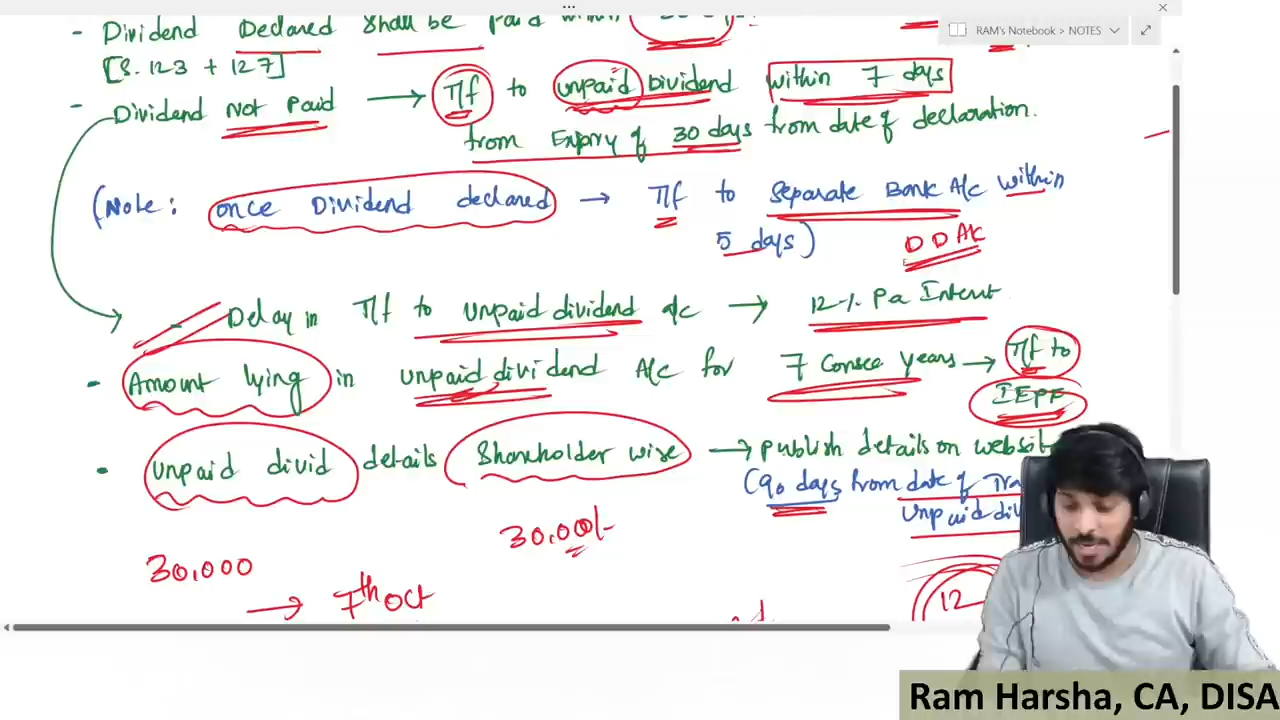 RAM's Notebook > NOTES
- Dividend Declared Shall be Paid within
[S. 123 + 127]
- Dividend Not Paid → T/f to unpaid Dividend within 7 days
from Expiry of 30 days from date of declaration.
(Note: once Dividend declared → T/f to Separate Bank A/c within
5 days)
D D A/c
- Delay in T/f to unpaid dividend a/c → 12% Pa Interest
- Amount lying in unpaid dividend A/c for 7 Consce years → T/f to
IEPF
• unpaid divid details Shareholder wise → publish details on website
(90 days from date of Tra
unpaid div
30,000/-
30,000
→ 7th Oct
12
Ram Harsha, CA, DISA